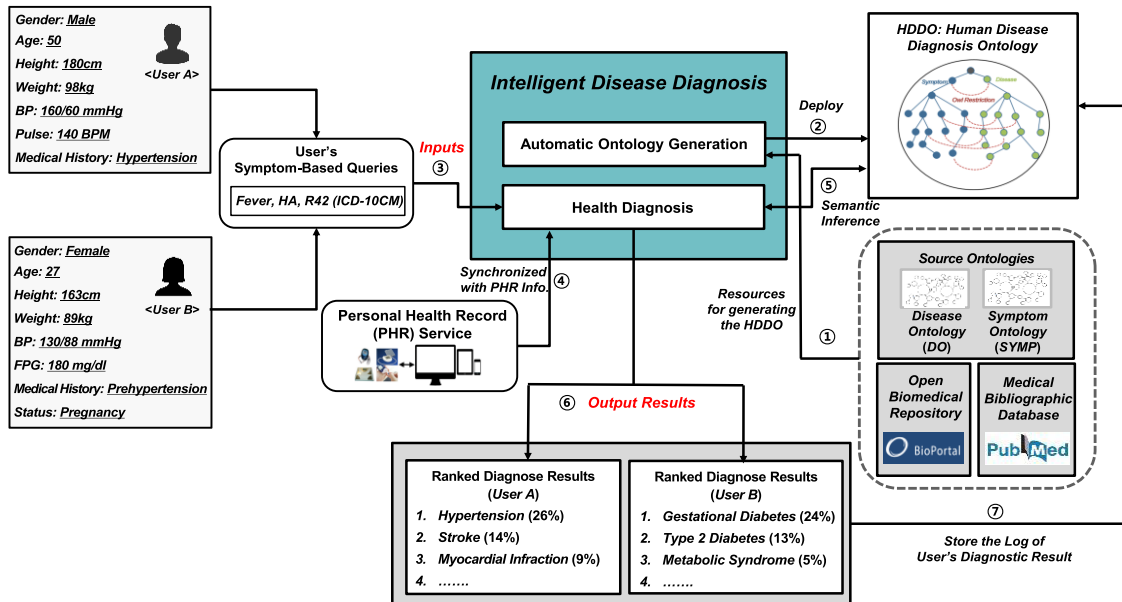 Gender: Male
Age: 50
Height: 180cm
Weight: 98kg
BP: 160/60 mmHg
Pulse: 140 BPM
Medical History: Hypertension
<User A>
Gender: Female
Age: 27
Height: 163cm
Weight: 89kg
BP: 130/88 mmHg
FPG: 180 mg/dl
Medical History: Prehypertension
Status: Pregnancy
<User B>
User's
Symptom-Based Queries
Fever, HA, R42 (ICD-10CM)
Inputs
③
Personal Health Record
(PHR) Service
Synchronized
with PHR Info.
④
Intelligent Disease Diagnosis
Automatic Ontology Generation
Health Diagnosis
Deploy
②
⑤
Semantic
Inference
HDDO: Human Disease
Diagnosis Ontology
Symptom
Disease
Owl Restriction
Resources
for generating
the HDDO
①
Source Ontologies
Disease
Ontology
(DO)
Symptom
Ontology
(SYMP)
Open
Biomedical
Repository
BioPortal
Medical
Bibliographic
Database
PubMed
⑥ Output Results
Ranked Diagnose Results
(User A)
1. Hypertension (26%)
2. Stroke (14%)
3. Myocardial Infraction (9%)
4. …….
Ranked Diagnose Results
(User B)
1. Gestational Diabetes (24%)
2. Type 2 Diabetes (13%)
3. Metabolic Syndrome (5%)
4. …….
⑦
Store the Log of
User's Diagnostic Result